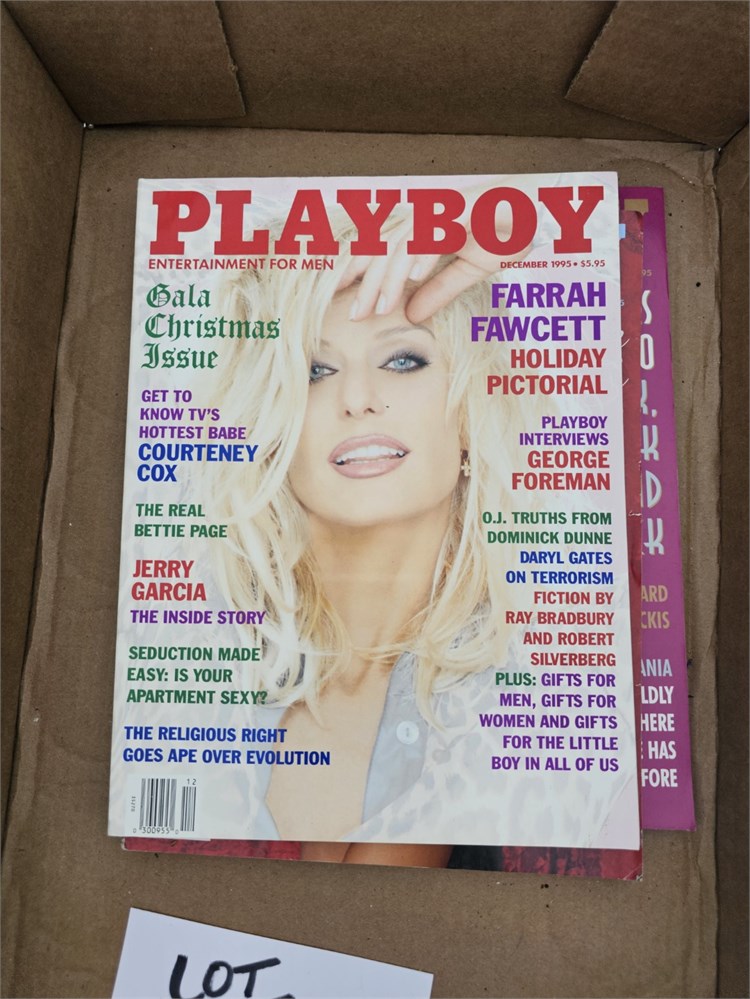 PLAYBOY
ENTERTAINMENT FOR MEN
DECEMBER 1995 • $5.95
Gala
Christmas
Issue
GET TO
KNOW TV'S
HOTTEST BABE
COURTENEY
COX
THE REAL
BETTIE PAGE
JERRY
GARCIA
THE INSIDE STORY
SEDUCTION MADE
EASY: IS YOUR
APARTMENT SEXY?
THE RELIGIOUS RIGHT
GOES APE OVER EVOLUTION
FARRAH
FAWCETT
HOLIDAY
PICTORIAL
PLAYBOY
INTERVIEWS
GEORGE
FOREMAN
O.J. TRUTHS FROM
DOMINICK DUNNE
DARYL GATES
ON TERRORISM
FICTION BY
RAY BRADBURY
AND ROBERT
SILVERBERG
PLUS: GIFTS FOR
MEN, GIFTS FOR
WOMEN AND GIFTS
FOR THE LITTLE
BOY IN ALL OF US
12
0 300955 0
ARD
CKIS
ANIA
LDLY
HERE
HAS
FORE
LOT